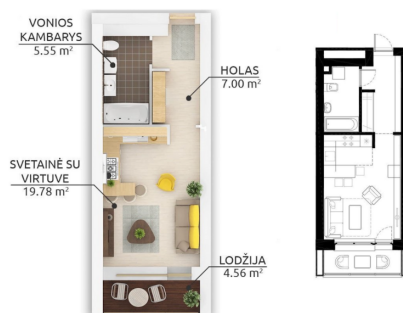 VONIOS
KAMBARYS
5.55 m²
HOLAS
7.00 m²
SVETAINĖ SU
VIRTUVE
19.78 m²
LODŽIJA
4.56 m²